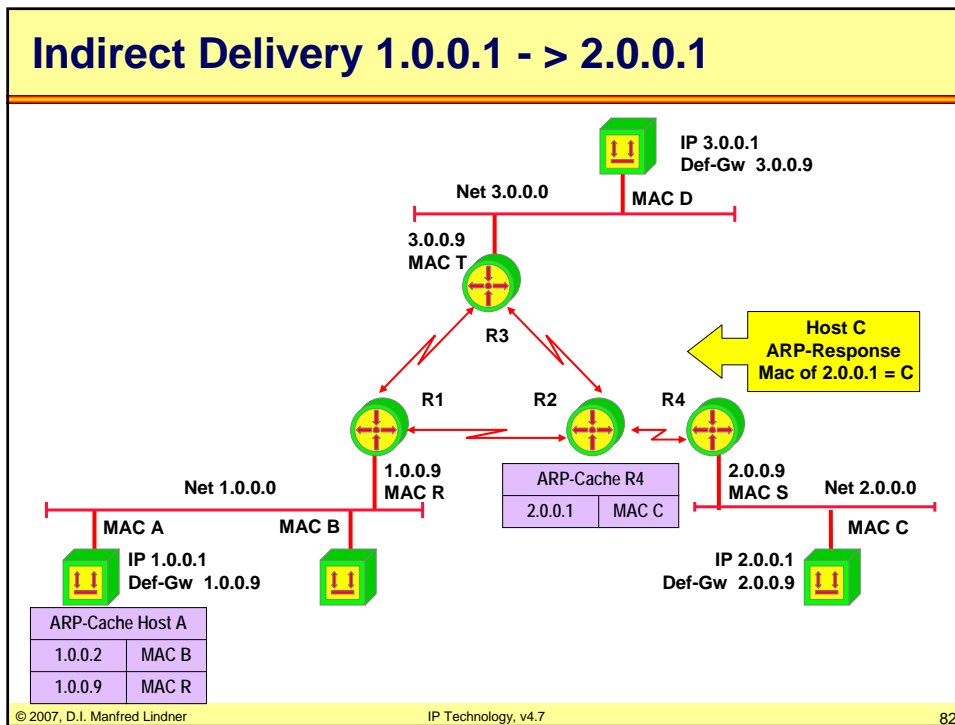 Indirect Delivery 1.0.0.1 - > 2.0.0.1
IP 3.0.0.1
Def-Gw 3.0.0.9
Net 3.0.0.0
MAC D
3.0.0.9
MAC T
R3
Host C
ARP-Response
Mac of 2.0.0.1 = C
R1
R2
R4
1.0.0.9
MAC R
ARP-Cache R4
2.0.0.1 MAC C
2.0.0.9
MAC S
Net 1.0.0.0
Net 2.0.0.0
MAC A
MAC B
MAC C
IP 1.0.0.1
Def-Gw 1.0.0.9
IP 2.0.0.1
Def-Gw 2.0.0.9
ARP-Cache Host A
1.0.0.2 MAC B
1.0.0.9 MAC R
© 2007, D.I. Manfred Lindner
IP Technology, v4.7
82